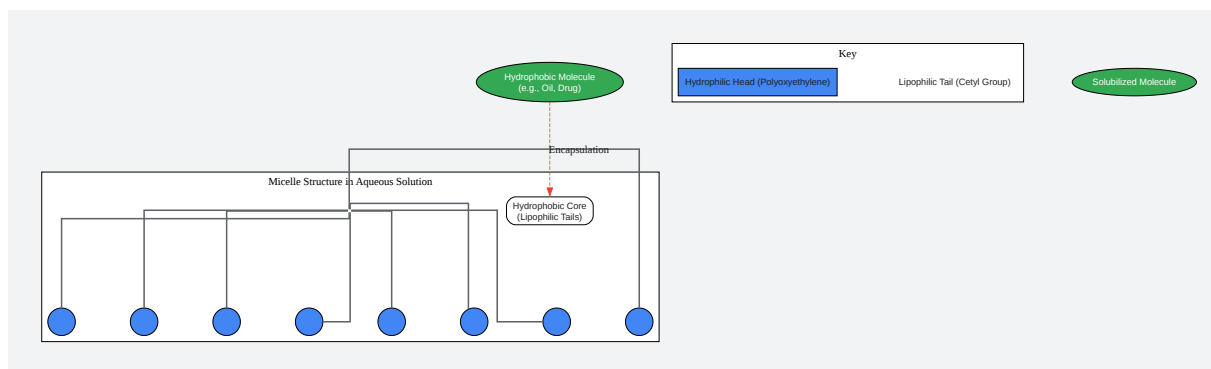 Key
Hydrophobic Molecule
(e.g., Oil, Drug)
Hydrophilic Head (Polyoxyethylene)
Lipophilic Tail (Cetyl Group)
Solubilized Molecule
Encapsulation
Micelle Structure in Aqueous Solution
Hydrophobic Core
(Lipophilic Tails)